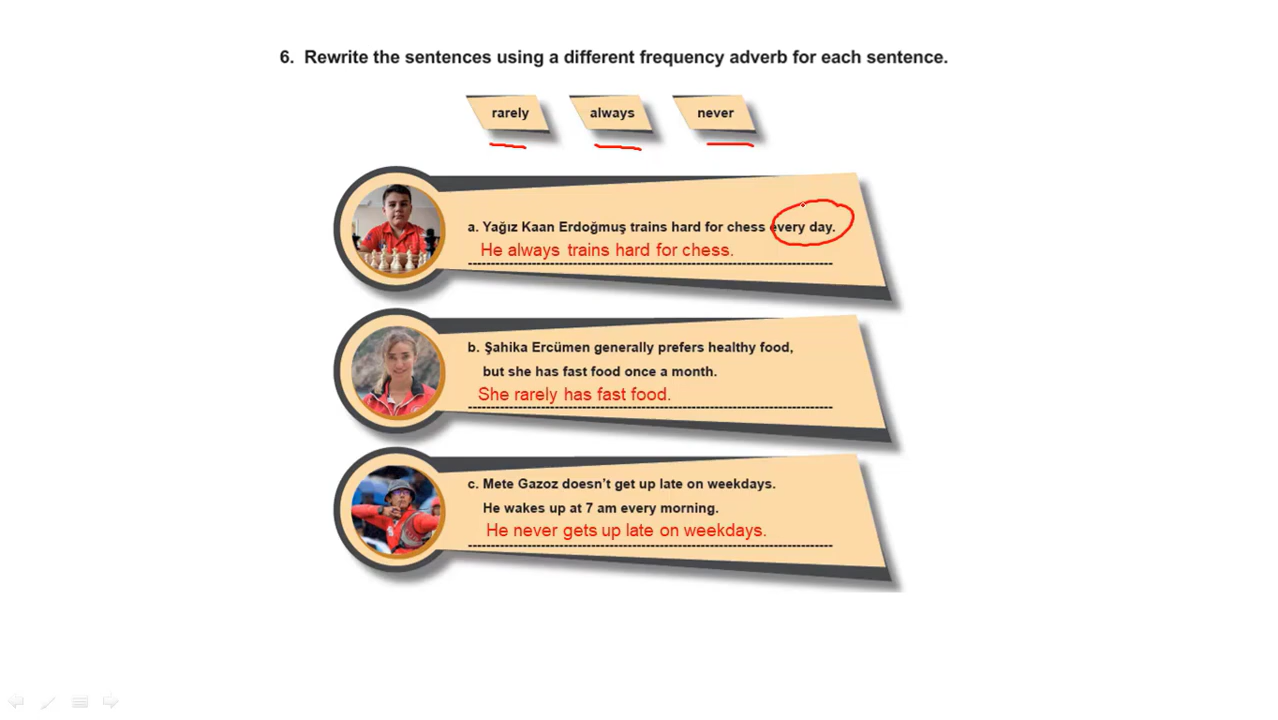 6. Rewrite the sentences using a different frequency adverb for each sentence.
rarely always never
a. Yağız Kaan Erdoğmuş trains hard for chess every day.
He always trains hard for chess.
b. Şahika Ercümen generally prefers healthy food,
but she has fast food once a month.
She rarely has fast food.
c. Mete Gazoz doesn't get up late on weekdays.
He wakes up at 7 am every morning.
He never gets up late on weekdays.